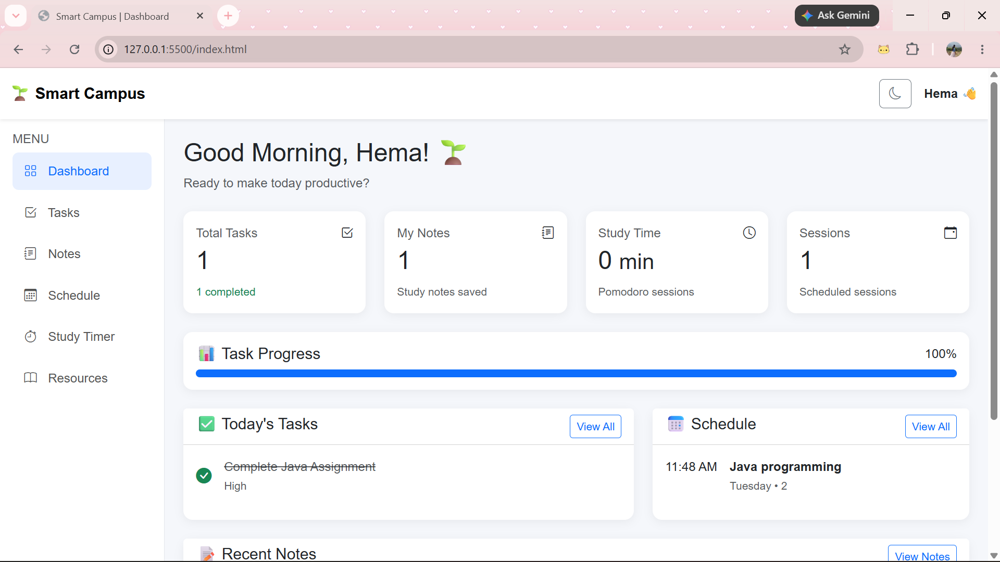 Smart Campus | Dashboard
Ask Gemini
127.0.0.1:5500/index.html
Smart Campus
Hema
MENU
Dashboard
Tasks
Notes
Schedule
Study Timer
Resources
Good Morning, Hema!
Ready to make today productive?
Total Tasks
1
1 completed
My Notes
1
Study notes saved
Study Time
0 min
Pomodoro sessions
Sessions
1
Scheduled sessions
Task Progress
100%
Today's Tasks
View All
Complete Java Assignment
High
Schedule
View All
11:48 AM
Java programming
Tuesday • 2
Recent Notes
View Notes